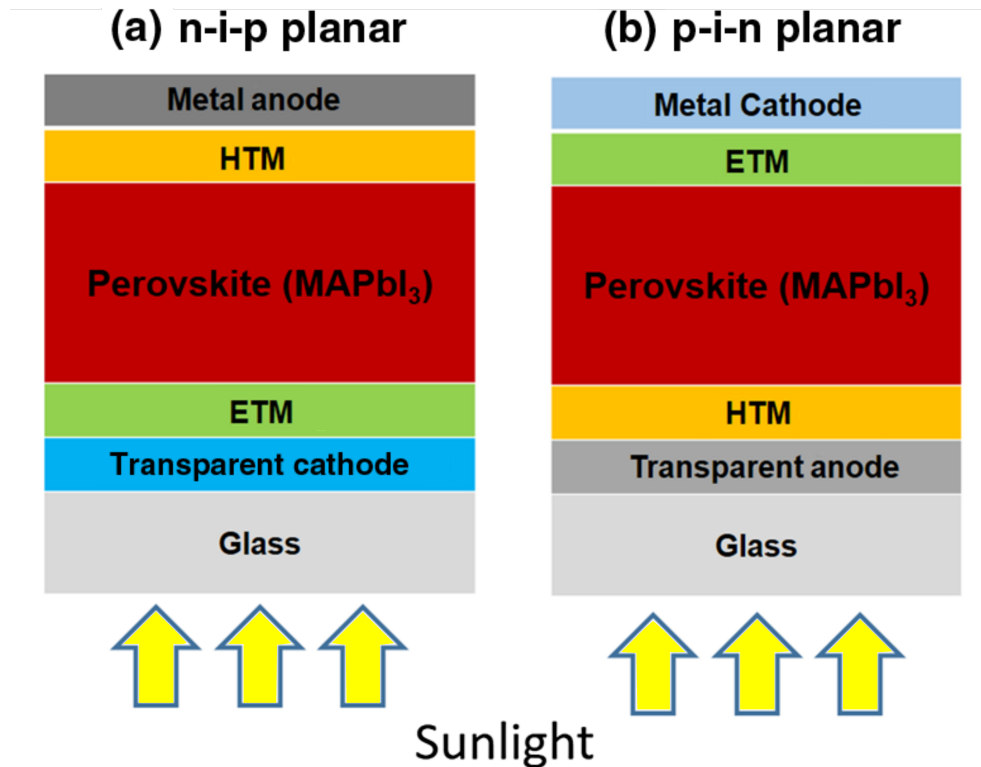 (a) n-i-p planar
Metal anode
HTM
Perovskite (MAPbI₃)
ETM
Transparent cathode
Glass
(b) p-i-n planar
Metal Cathode
ETM
Perovskite (MAPbI₃)
HTM
Transparent anode
Glass
Sunlight